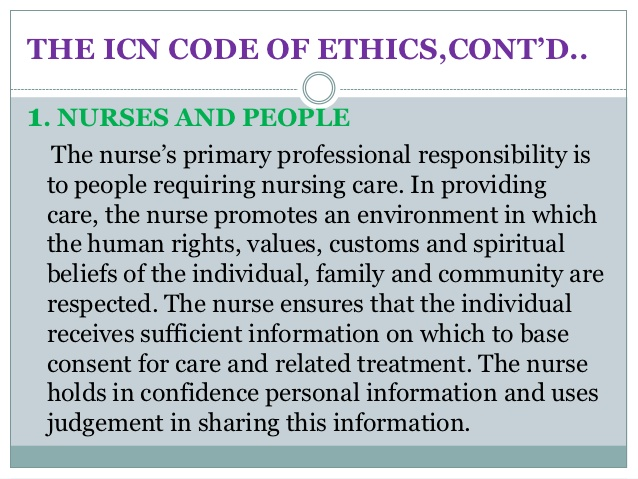 THE ICN CODE OF ETHICS,CONT’D..
1. NURSES AND PEOPLE
The nurse’s primary professional responsibility is
to people requiring nursing care. In providing
care, the nurse promotes an environment in which
the human rights, values, customs and spiritual
beliefs of the individual, family and community are
respected. The nurse ensures that the individual
receives sufficient information on which to base
consent for care and related treatment. The nurse
holds in confidence personal information and uses
judgement in sharing this information.